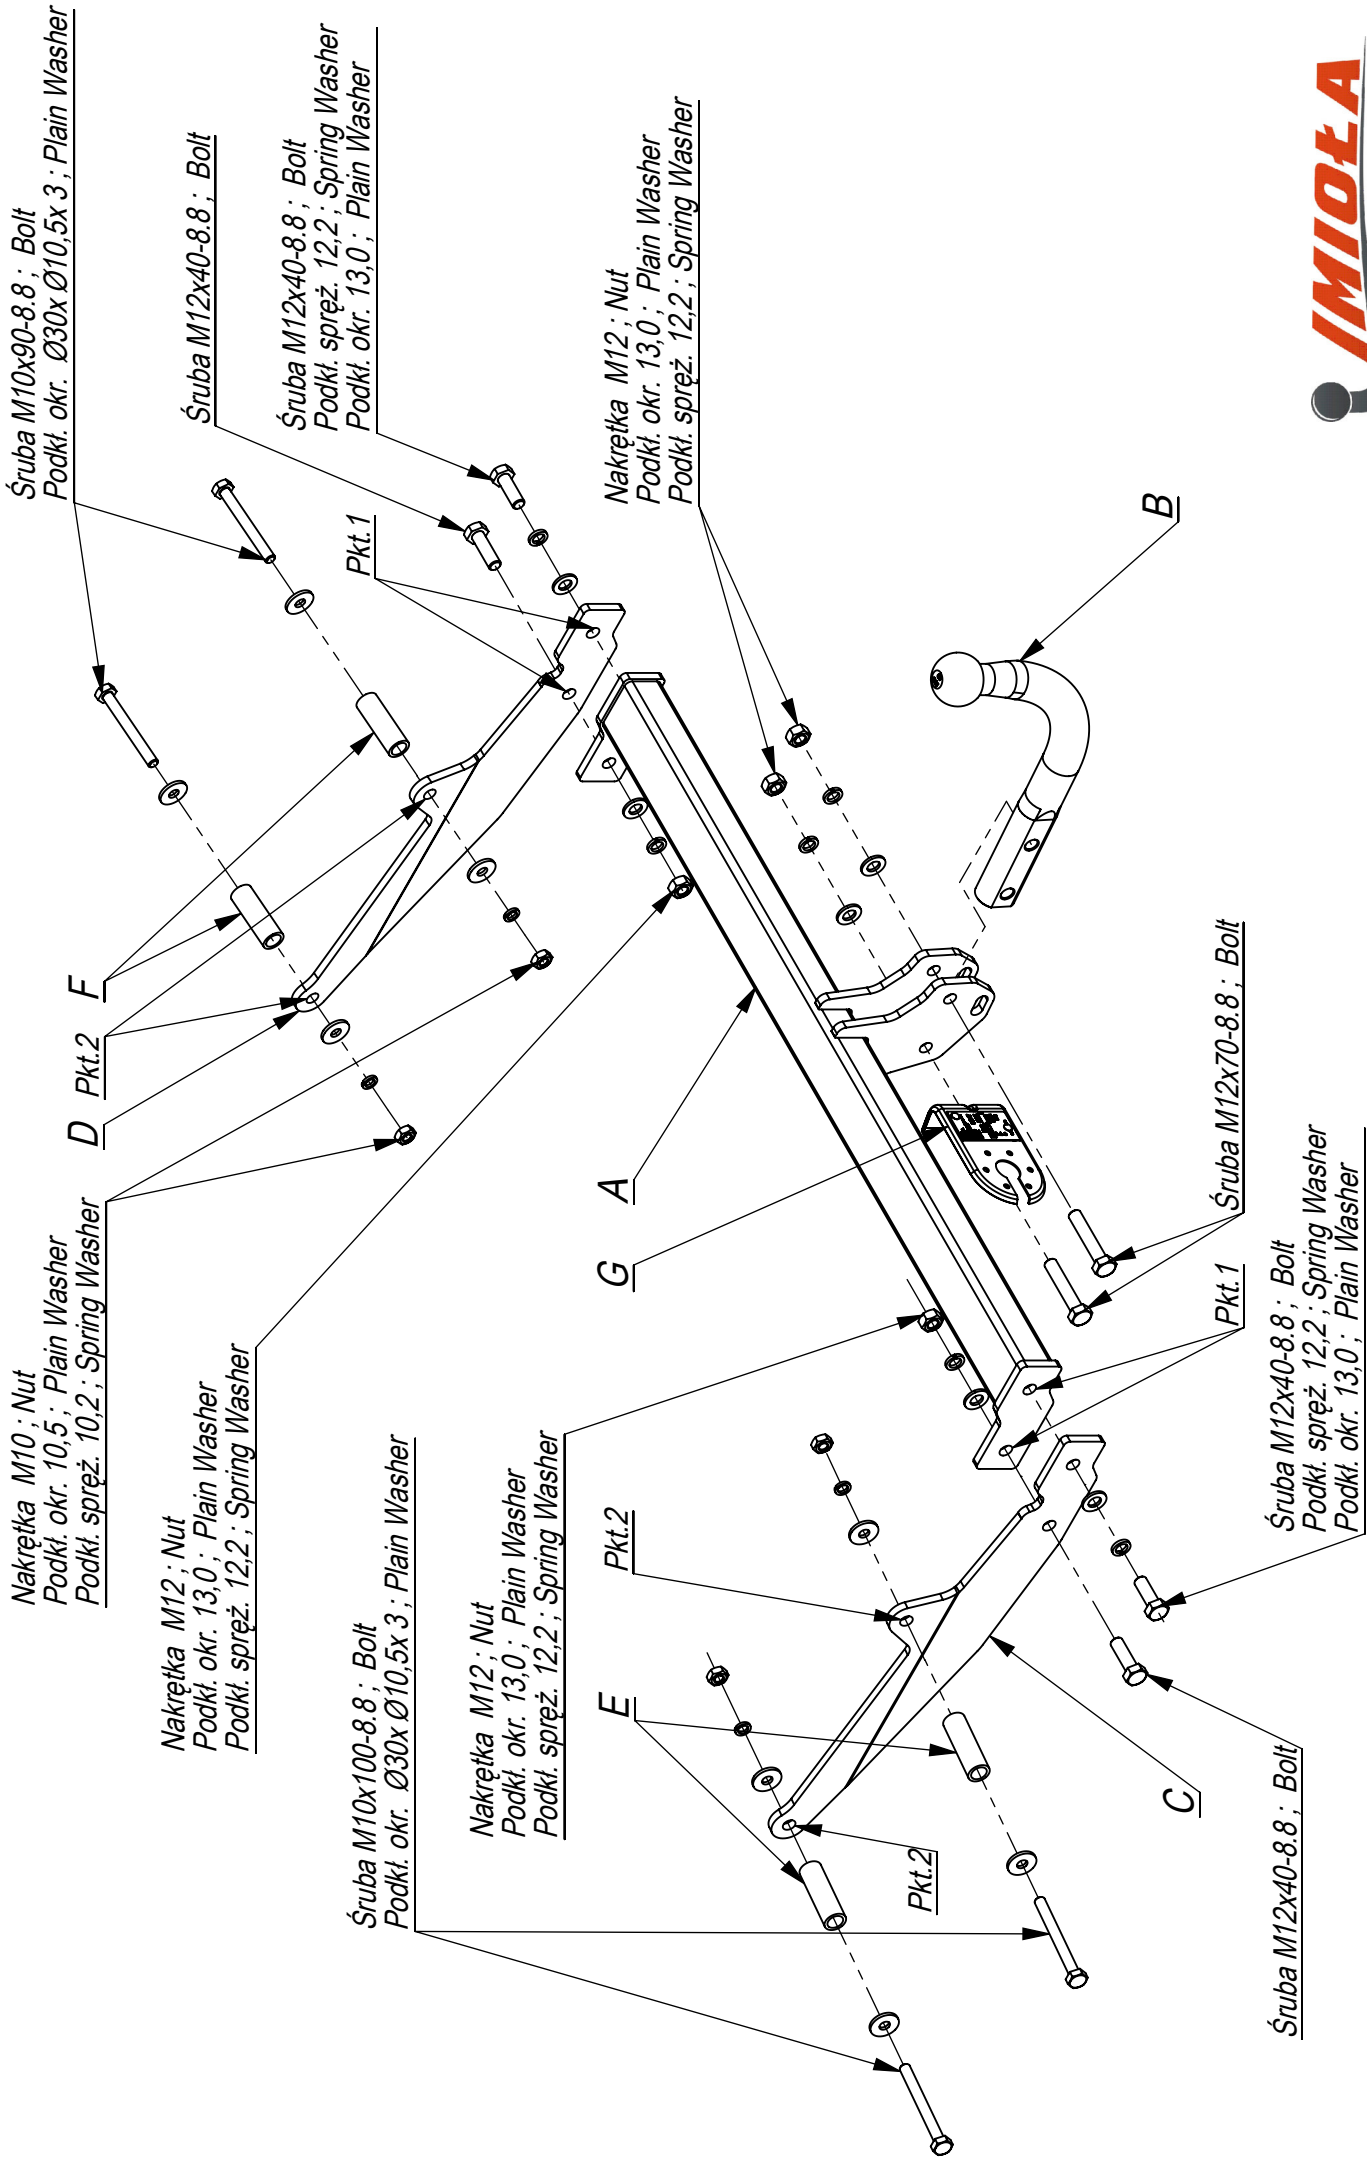 Nakrętka M10 ; Nut
Podkł. okr. 10,5 ; Plain Washer
Podkł. spręż. 10,2 ; Spring Washer
Śruba M10x90-8.8 ; Bolt
Podkł. okr. Ø30x Ø10,5x 3 ; Plain Washer
D
Pkt.2
F
Nakrętka M12 ; Nut
Podkł. okr. 13,0 ; Plain Washer
Podkł. spręż. 12,2 ; Spring Washer
Śruba M12x40-8.8 ; Bolt
Śruba M12x40-8.8 ; Bolt
Podkł. spręż. 12,2 ; Spring Washer
Podkł. okr. 13,0 ; Plain Washer
Śruba M10x100-8.8 ; Bolt
Podkł. okr. Ø30x Ø10,5x 3 ; Plain Washer
Pkt.1
Nakrętka M12 ; Nut
Podkł. okr. 13,0 ; Plain Washer
Podkł. spręż. 12,2 ; Spring Washer
E
Pkt.2
G
A
Nakrętka M12 ; Nut
Podkł. okr. 13,0 ; Plain Washer
Podkł. spręż. 12,2 ; Spring Washer
Pkt.2
B
C
Pkt.1
Śruba M12x70-8.8 ; Bolt
Śruba M12x40-8.8 ; Bolt
Śruba M12x40-8.8 ; Bolt
Podkł. spręż. 12,2 ; Spring Washer
Podkł. okr. 13,0 ; Plain Washer
IMIOŁA